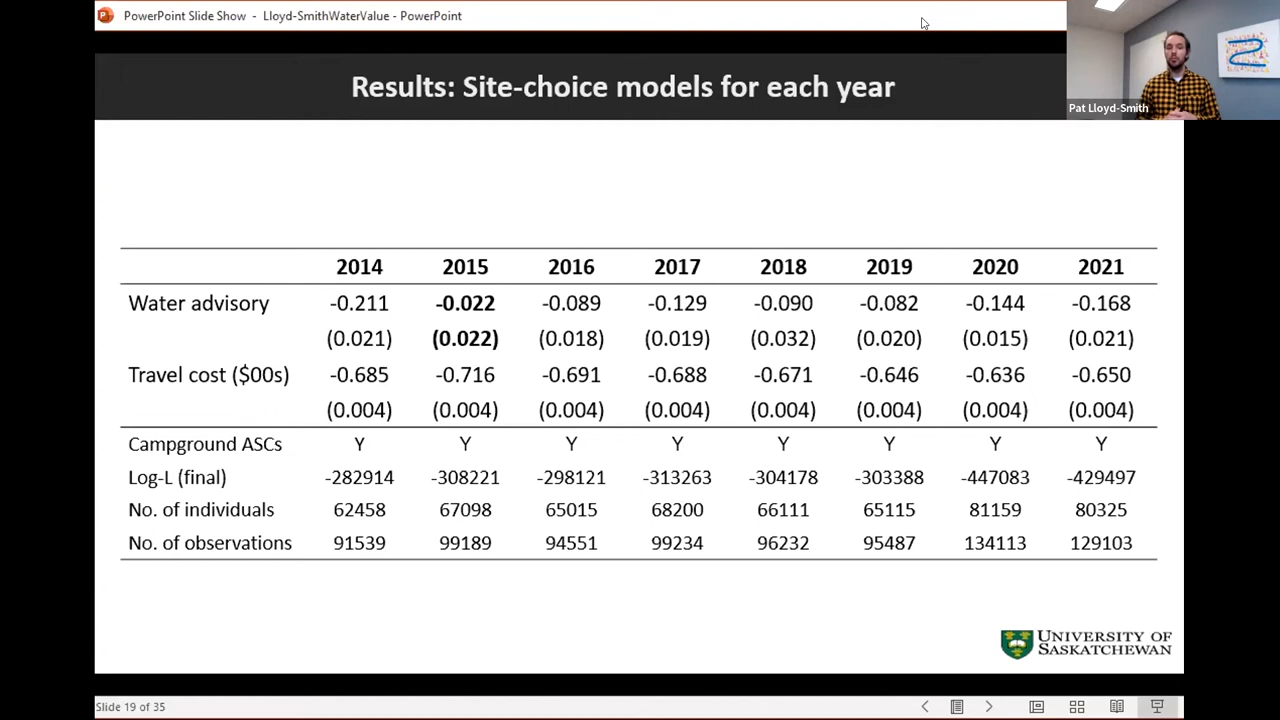 PowerPoint Slide Show - Lloyd-SmithWaterValue - PowerPoint
Results: Site-choice models for each year
Pat Lloyd-Smith
2014 2015 2016 2017 2018 2019 2020 2021
Water advisory -0.211 -0.022 -0.089 -0.129 -0.090 -0.082 -0.144 -0.168
(0.021) (0.022) (0.018) (0.019) (0.032) (0.020) (0.015) (0.021)
Travel cost ($00s) -0.685 -0.716 -0.691 -0.688 -0.671 -0.646 -0.636 -0.650
(0.004) (0.004) (0.004) (0.004) (0.004) (0.004) (0.004) (0.004)
Campground ASCs Y Y Y Y Y Y Y Y
Log-L (final) -282914 -308221 -298121 -313263 -304178 -303388 -447083 -429497
No. of individuals 62458 67098 65015 68200 66111 65115 81159 80325
No. of observations 91539 99189 94551 99234 96232 95487 134113 129103
UNIVERSITY OF
SASKATCHEWAN
Slide 19 of 35